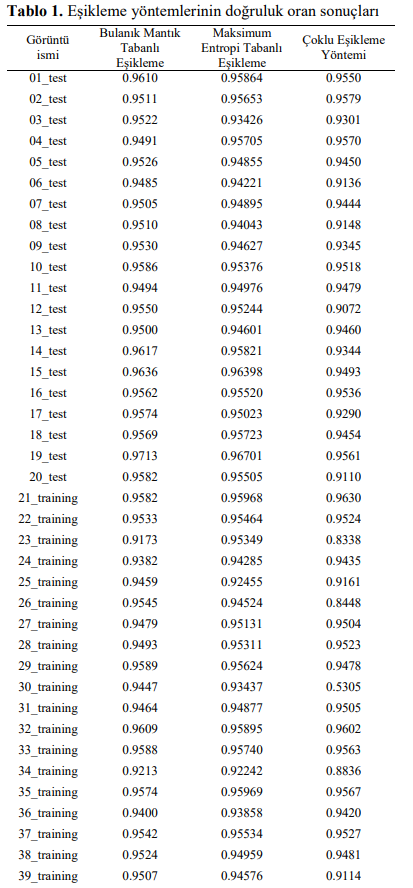 Tablo 1. Eşikleme yöntemlerinin doğruluk oran sonuçları
Görüntü ismi Bulanık Mantık Tabanlı Eşikleme Maksimum Entropi Tabanlı Eşikleme Çoklu Eşikleme Yöntemi
01_test 0.9610 0.95864 0.9550
02_test 0.9511 0.95653 0.9579
03_test 0.9522 0.93426 0.9301
04_test 0.9491 0.95705 0.9570
05_test 0.9526 0.94855 0.9450
06_test 0.9485 0.94221 0.9136
07_test 0.9505 0.94895 0.9444
08_test 0.9510 0.94043 0.9148
09_test 0.9530 0.94627 0.9345
10_test 0.9586 0.95376 0.9518
11_test 0.9494 0.94976 0.9479
12_test 0.9550 0.95244 0.9072
13_test 0.9500 0.94601 0.9460
14_test 0.9617 0.95821 0.9344
15_test 0.9636 0.96398 0.9493
16_test 0.9562 0.95520 0.9536
17_test 0.9574 0.95023 0.9290
18_test 0.9569 0.95723 0.9454
19_test 0.9713 0.96701 0.9561
20_test 0.9582 0.95505 0.9110
21_training 0.9582 0.95968 0.9630
22_training 0.9533 0.95464 0.9524
23_training 0.9173 0.95349 0.8338
24_training 0.9382 0.94285 0.9435
25_training 0.9459 0.92455 0.9161
26_training 0.9545 0.94524 0.8448
27_training 0.9479 0.95131 0.9504
28_training 0.9493 0.95311 0.9523
29_training 0.9589 0.95624 0.9478
30_training 0.9447 0.93437 0.5305
31_training 0.9464 0.94877 0.9505
32_training 0.9609 0.95895 0.9602
33_training 0.9588 0.95740 0.9563
34_training 0.9213 0.92242 0.8836
35_training 0.9574 0.95969 0.9567
36_training 0.9400 0.93858 0.9420
37_training 0.9542 0.95534 0.9527
38_training 0.9524 0.94959 0.9481
39_training 0.9507 0.94576 0.9114